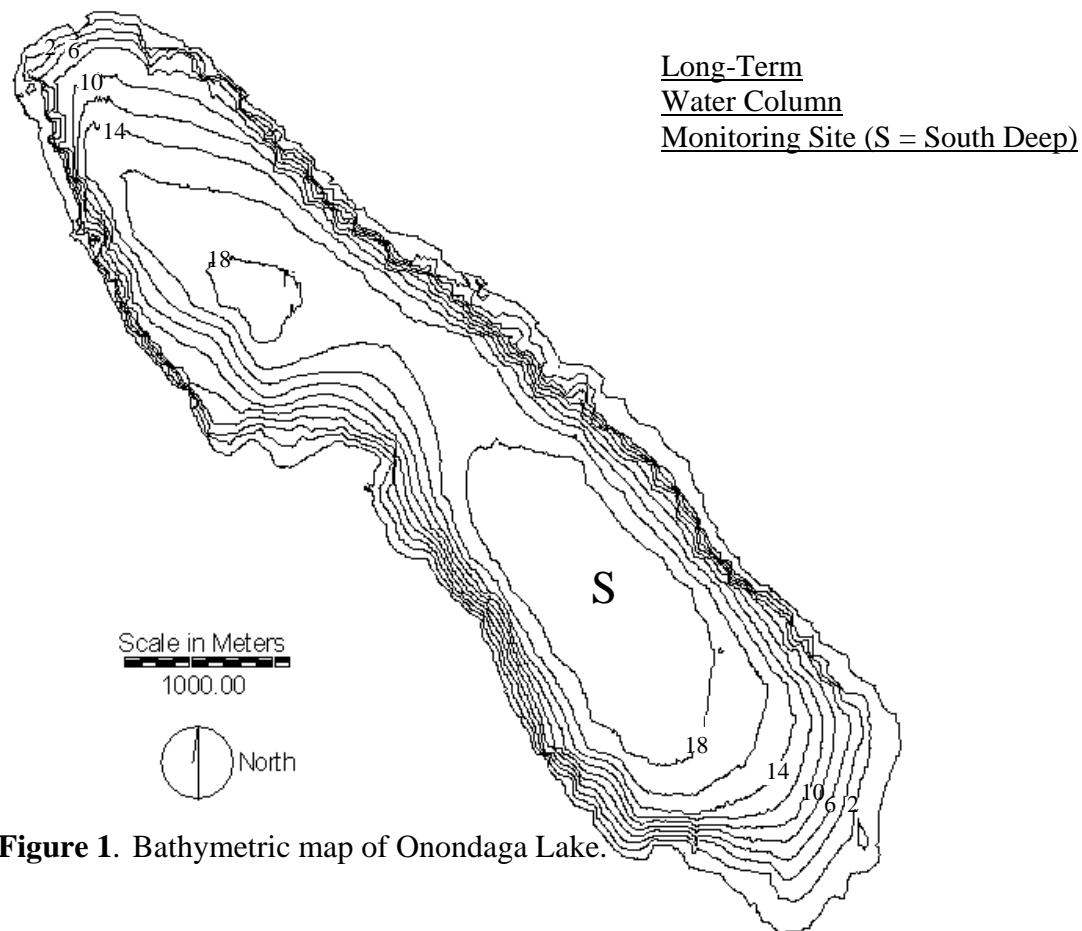 2
6
Long-Term
Water Column
Monitoring Site (S = South Deep)
10
14
18
S
Scale in Meters
1000.00
North
18
14
10
6
2
Figure 1. Bathymetric map of Onondaga Lake.